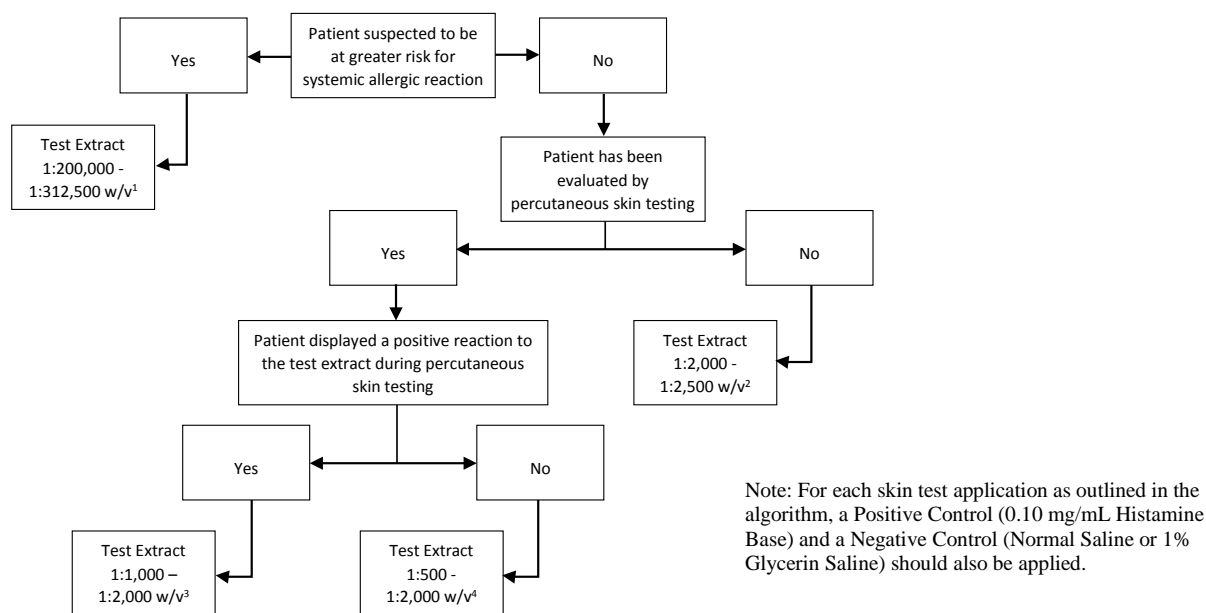 Patient suspected to be
at greater risk for
systemic allergic reaction
Yes
No
Test Extract
1:200,000 -
1:312,500 w/v¹
Patient has been
evaluated by
percutaneous skin testing
Yes
No
Patient displayed a positive reaction to
the test extract during percutaneous
skin testing
Test Extract
1:2,000 -
1:2,500 w/v²
Yes
No
Test Extract
1:1,000 –
1:2,000 w/v³
Test Extract
1:500 -
1:2,000 w/v⁴
Note: For each skin test application as outlined in the
algorithm, a Positive Control (0.10 mg/mL Histamine
Base) and a Negative Control (Normal Saline or 1%
Glycerin Saline) should also be applied.